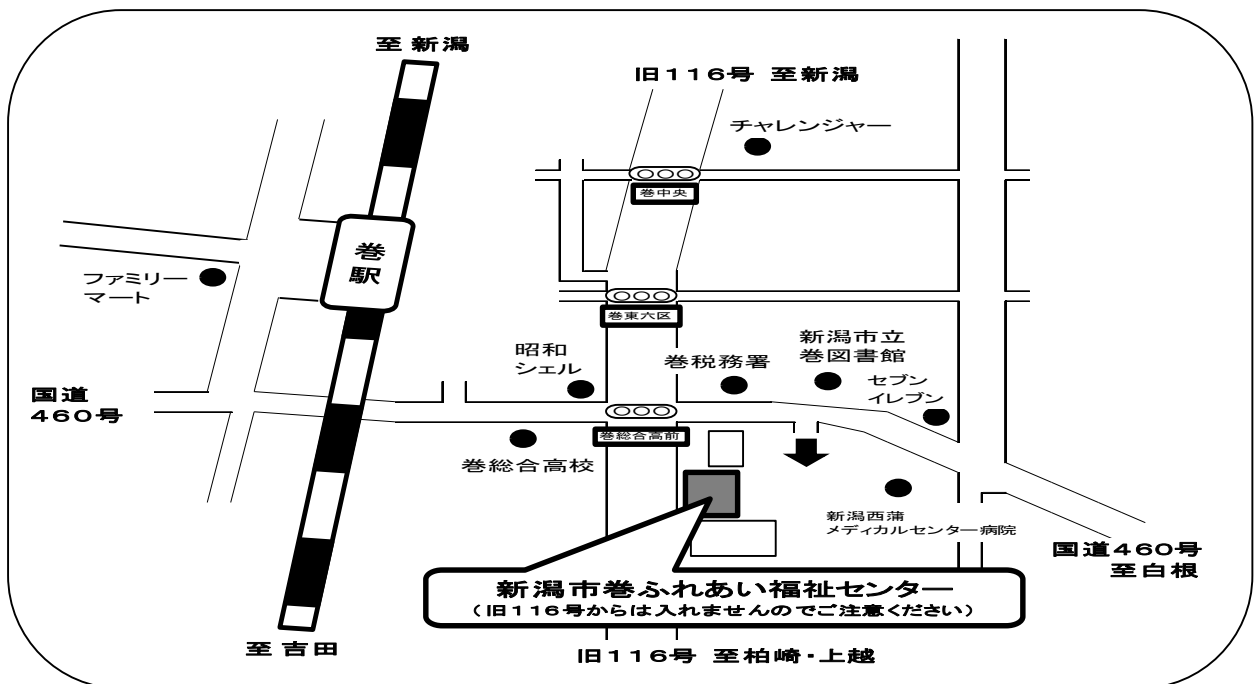 至 新潟
旧116号 至新潟
チャレンジャー
巻中央
巻
駅
ファミリー
マート
巻東六区
昭和
シェル
巻税務署
新潟市立
巻図書館
セブン
イレブン
国道
460号
巻総合高前
巻総合高校
新潟西蒲
メディカルセンター病院
国道460号
至白根
新潟市巻ふれあい福祉センター
(旧116号からは入れませんのでご注意ください)
至 吉田
旧116号 至柏崎・上越